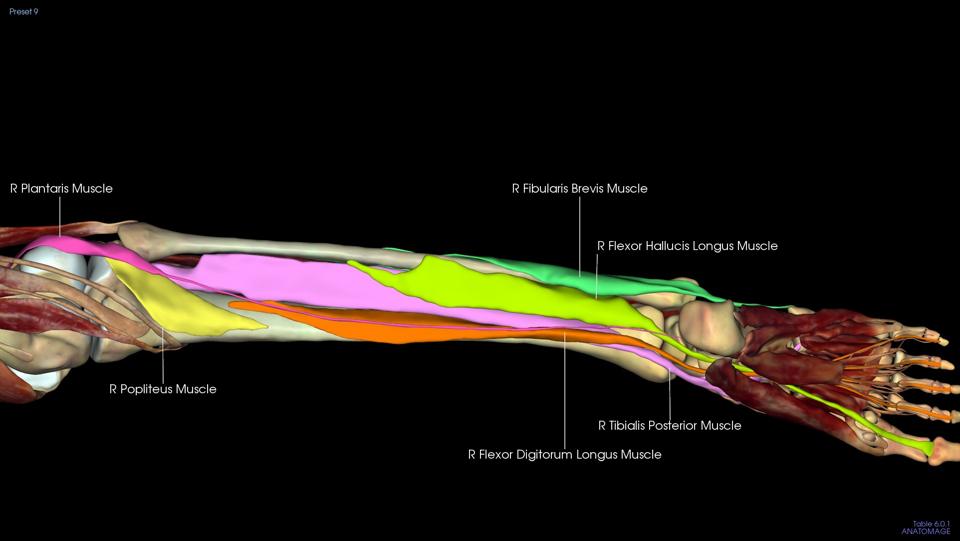 Preset 9
R Plantaris Muscle
R Fibularis Brevis Muscle
R Flexor Hallucis Longus Muscle
R Popliteus Muscle
R Tibialis Posterior Muscle
R Flexor Digitorum Longus Muscle
Table 6.0.1
ANATOMAGE